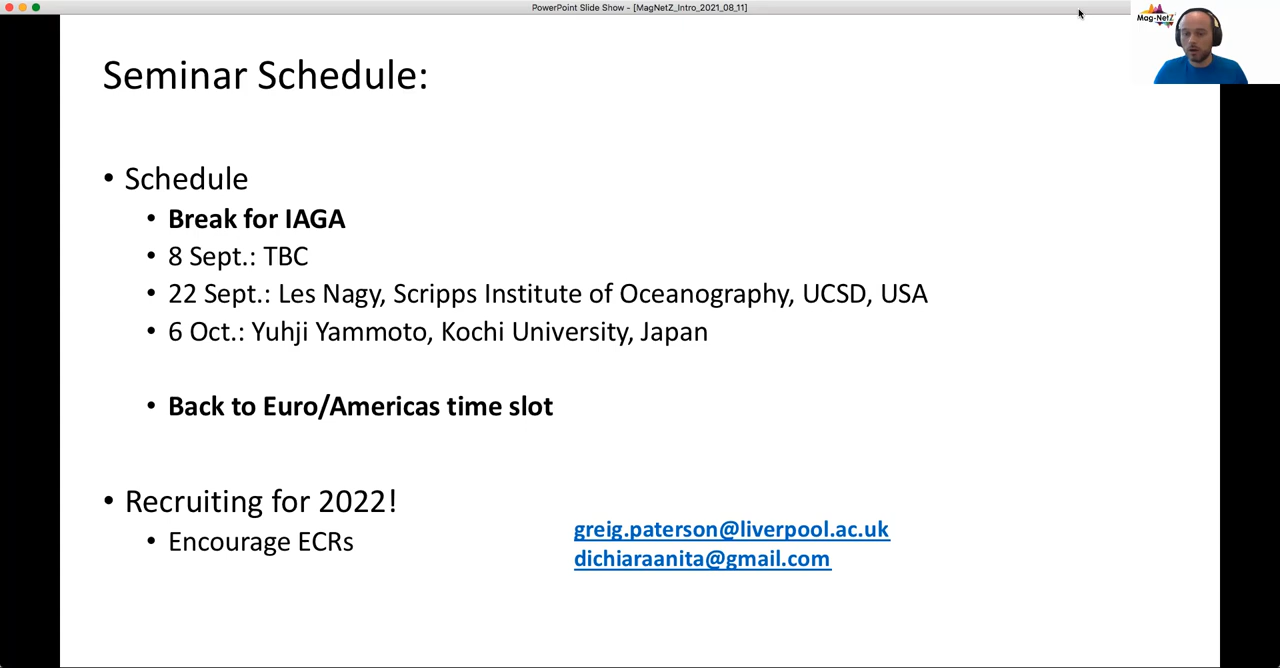 PowerPoint Slide Show - [MagNetZ_Intro_2021_08_11]
Mag-NetZ
Seminar Schedule:
• Schedule
• Break for IAGA
• 8 Sept.: TBC
• 22 Sept.: Les Nagy, Scripps Institute of Oceanography, UCSD, USA
• 6 Oct.: Yuhji Yammoto, Kochi University, Japan
• Back to Euro/Americas time slot
• Recruiting for 2022!
• Encourage ECRs
greig.paterson@liverpool.ac.uk
dichiaraanita@gmail.com